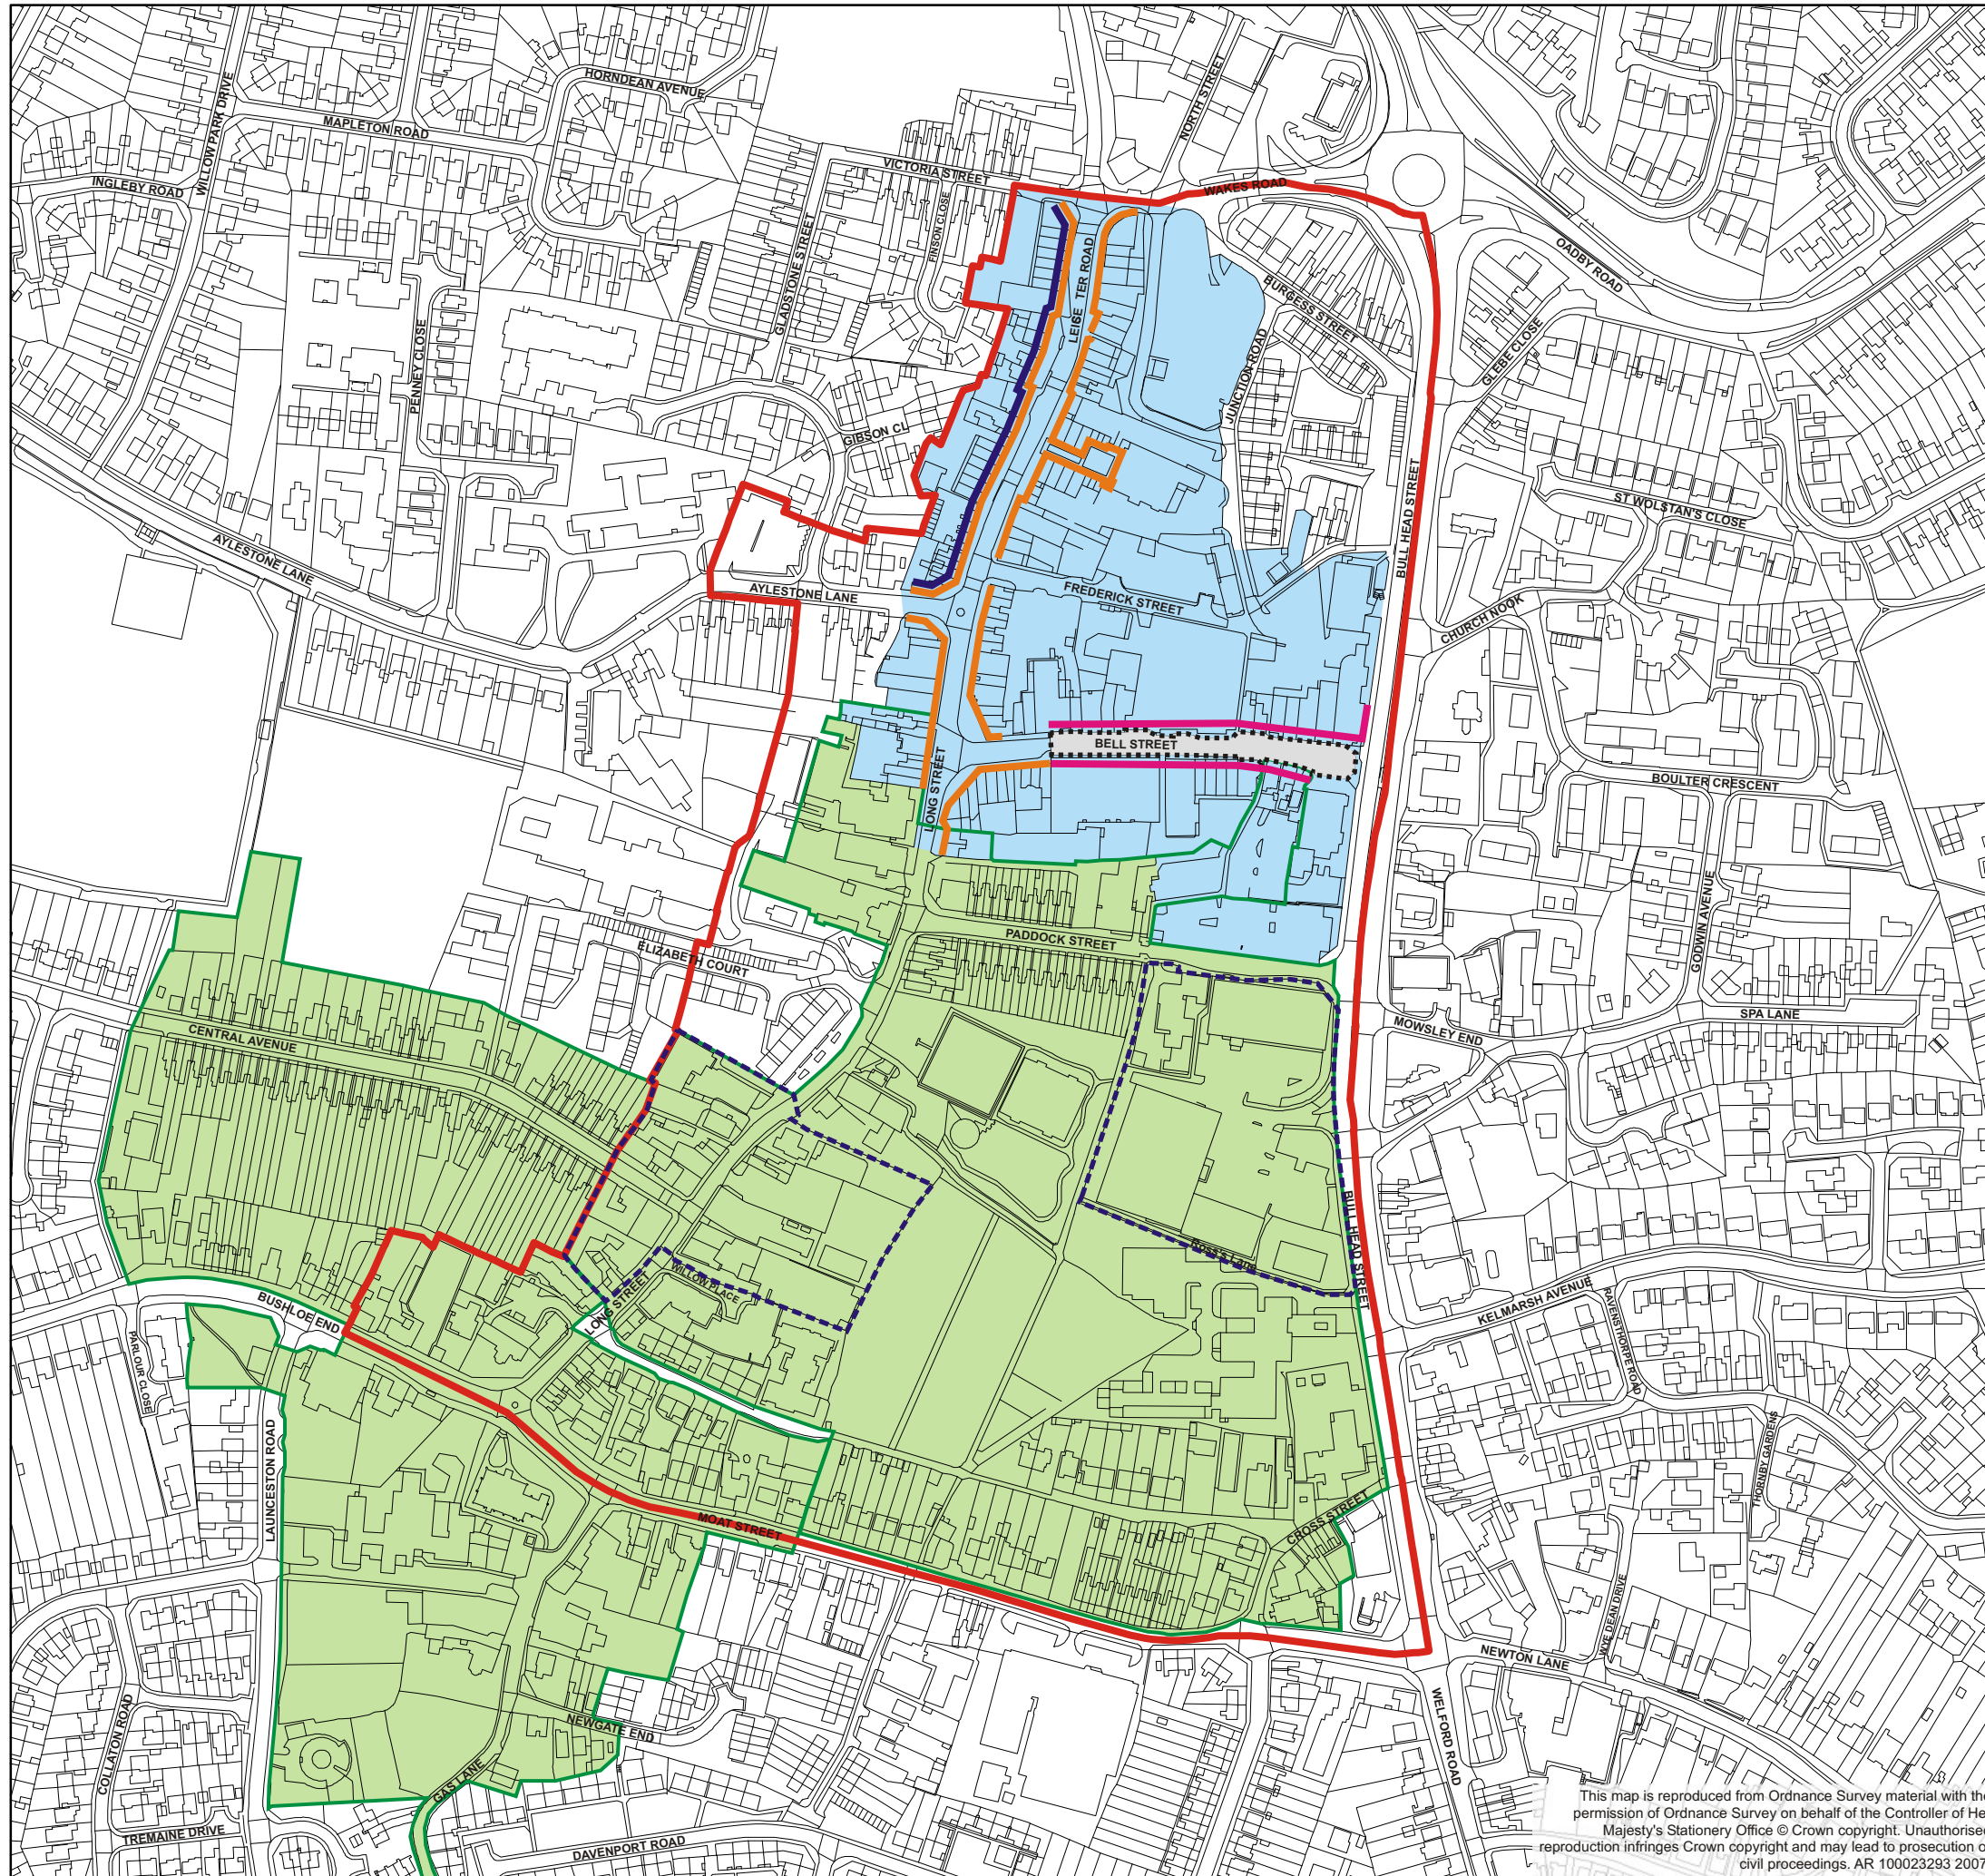 HORNDEAN AVENUE
NORTH STREET
WILLOW PARK DRIVE
MAPLETON ROAD
VICTORIA STREET
INGLEBY ROAD
WAKES ROAD
FINSON CLOSE
GLADSTONE STREET
LEISE TER ROAD
OADBY ROAD
BURGESS STREET
JUNCTION ROAD
GLEBE CLOSE
PENNEY CLOSE
GIBSON CL
BULL HEAD STREET
ST WOLSTAN'S CLOSE
AYLESTONE LANE
AYLESTONE LANE
FREDERICK STREET
CHURCH NOOK
BELL STREET
LONG STREET
BOULTER CRESCENT
GODWIN AVENUE
PADDOCK STREET
ELIZABETH COURT
SPA LANE
MOWSLEY END
CENTRAL AVENUE
BULL HEAD STREET
Ross's Lane
WILLOW PLACE
LONG STREET
BUSHLOE END
KELMARSH AVENUE
RAVENSTHORPE ROAD
PARLOUR CLOSE
LAUNCESTON ROAD
THORNBY GARDENS
MOAT STREET
CROSS STREET
WYE DEAN DRIVE
NEWTON LANE
WELFORD ROAD
COLLATON ROAD
NEWGATE END
GAS LANE
TREMAINE DRIVE
DAVENPORT ROAD
This map is reproduced from Ordnance Survey material with the
permission of Ordnance Survey on behalf of the Controller of He
Majesty's Stationery Office © Crown copyright. Unauthorise
reproduction infringes Crown copyright and may lead to prosecution o
civil proceedings. AR 100023293 2007